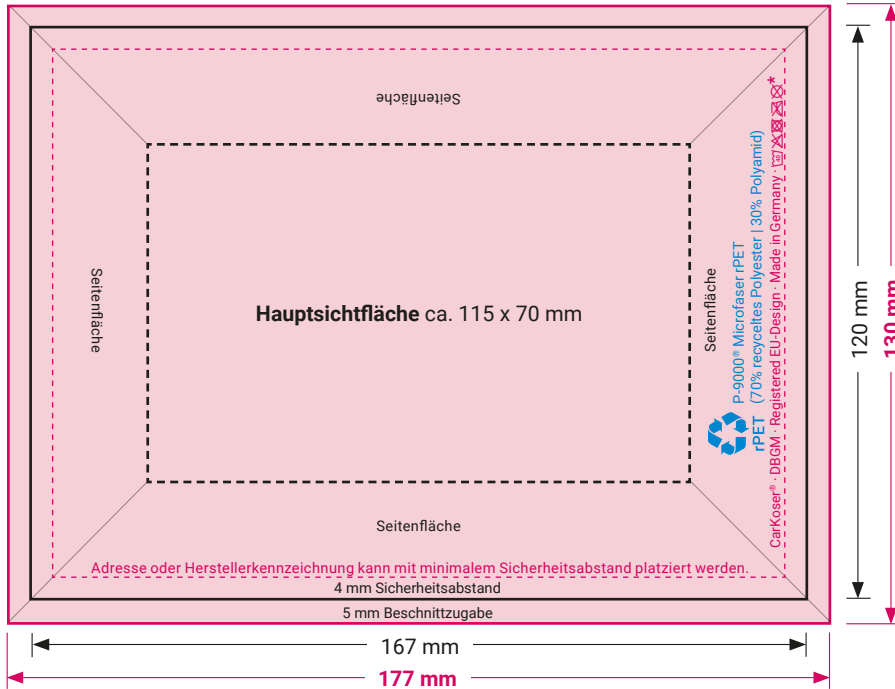 Seitenfläche
Seitenfläche
Hauptsichtfläche ca. 115 x 70 mm
Seitenfläche
rPET
P-9000® Microfaser rPET
(70% recyceltes Polyester | 30% Polyamid)
CarKoser® · DBGM · Registered EU-Design · Made in Germany · 40 *
120 mm
130 mm
Seitenfläche
Adresse oder Herstellerkennzeichnung kann mit minimalem Sicherheitsabstand platziert werden.
4 mm Sicherheitsabstand
5 mm Beschnittzugabe
167 mm
177 mm